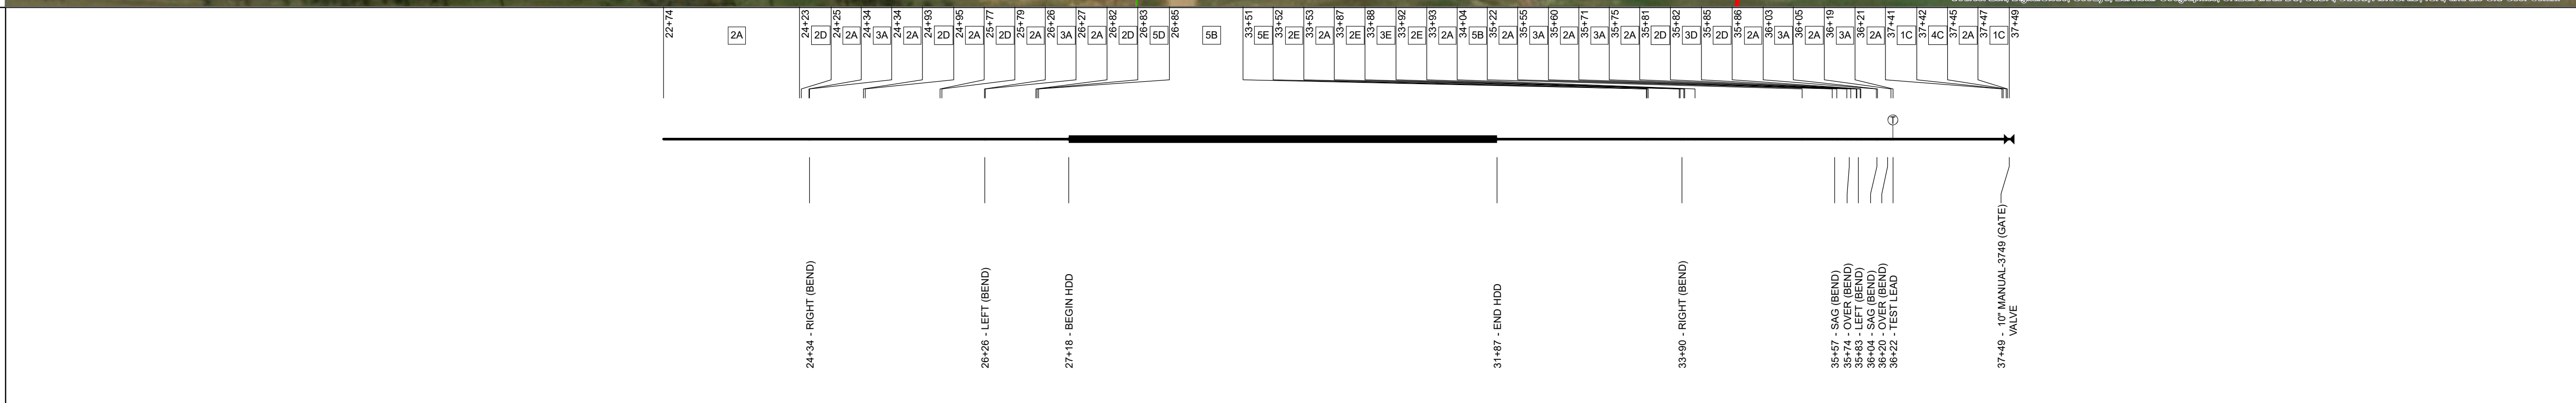 22+74
2A
24+23
2D
24+25
2A
24+34
3A
24+34
2A
24+93
2D
24+95
2A
25+77
2D
25+79
2A
26+26
3A
26+27
2A
26+82
2D
26+83
5D
26+85
5B
33+51
5E
33+52
2E
33+53
2A
33+87
2E
33+88
3E
33+92
2E
33+93
2A
34+04
5B
35+22
2A
35+55
3A
35+60
2A
35+71
3A
35+75
2A
35+81
2D
35+82
3D
35+85
2D
35+86
2A
36+03
3A
36+05
2A
36+19
3A
36+21
2A
37+41
1C
37+42
4C
37+45
2A
37+47
1C
37+49
T
24+34 - RIGHT (BEND)
26+26 - LEFT (BEND)
27+18 - BEGIN HDD
31+87 - END HDD
33+90 - RIGHT (BEND)
35+57 - SAG (BEND)
35+74 - OVER (BEND)
35+83 - LEFT (BEND)
36+04 - SAG (BEND)
36+20 - OVER (BEND)
36+22 - TEST LEAD
37+49 - 10" MANUAL-3749 (GATE)
VALVE